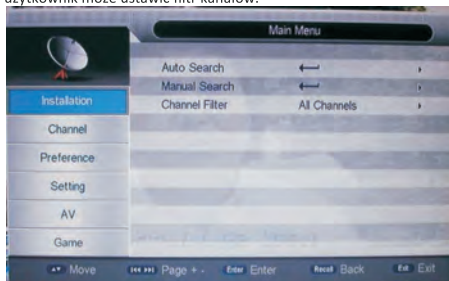 użytkownik może ustawić filtr kanałów.
Main Menu
Auto Search
Manual Search
Channel Filter All Channels
Installation
Channel
Preference
Setting
AV
Game
Move Page + - Enter Enter Recall Back Exit Exit